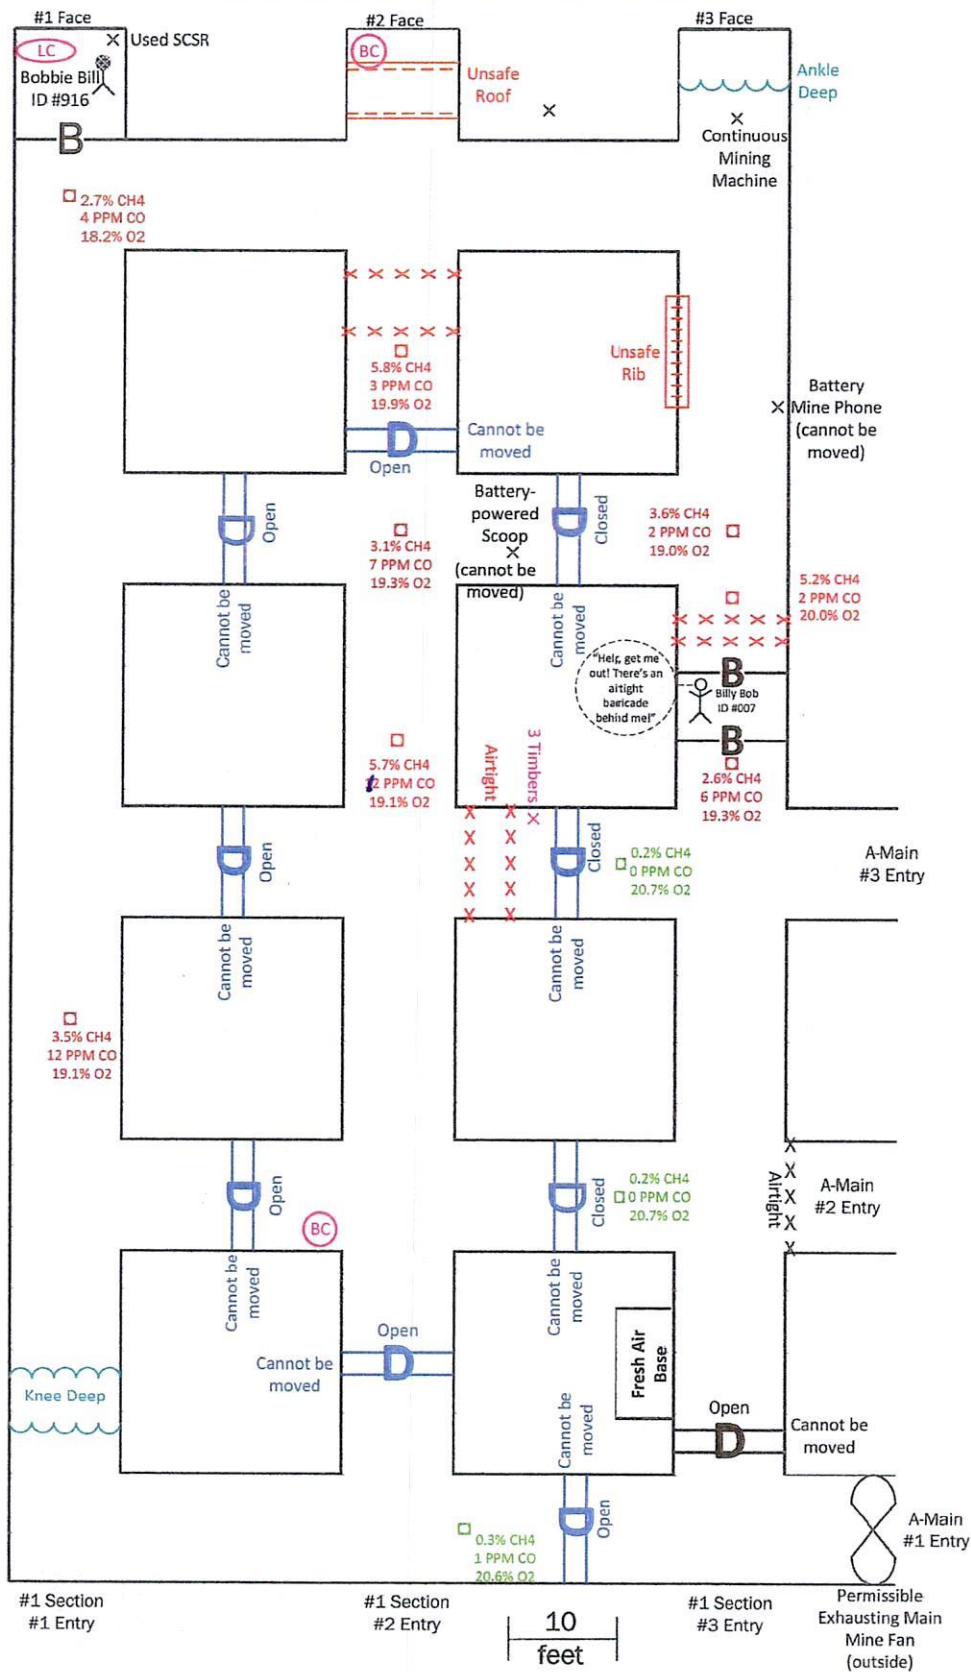 #1 Face
#2 Face
#3 Face
LC
Used SCSR
Bobbie Bill
ID #916
B
BC
Unsafe
Roof
Ankle
Deep
Continuous
Mining
Machine
2.7% CH4
4 PPM CO
18.2% O2
5.8% CH4
3 PPM CO
19.9% O2
Unsafe
Rib
Battery
Mine Phone
(cannot be
moved)
D
Open
Cannot be
moved
D
Open
Cannot be
moved
3.1% CH4
7 PPM CO
19.3% O2
Battery-
powered
Scoop
(cannot be
moved)
D
Closed
Cannot be
moved
3.6% CH4
2 PPM CO
19.0% O2
5.2% CH4
2 PPM CO
20.0% O2
B
"Help, get me
out! There's an
airtight
barricade
behind me!"
Billy Bob
ID #007
B
2.6% CH4
6 PPM CO
19.3% O2
5.7% CH4
12 PPM CO
19.1% O2
Airtight
3 Timbers
D
Open
Cannot be
moved
D
Closed
Cannot be
moved
0.2% CH4
0 PPM CO
20.7% O2
A-Main
#3 Entry
3.5% CH4
12 PPM CO
19.1% O2
D
Open
Cannot be
moved
BC
D
Closed
Cannot be
moved
0.2% CH4
0 PPM CO
20.7% O2
Airtight
A-Main
#2 Entry
Knee Deep
Open
D
Cannot be
moved
Fresh Air
Base
Open
D
Cannot be
moved
Cannot be
moved
D
Open
0.3% CH4
1 PPM CO
20.6% O2
A-Main
#1 Entry
#1 Section
#1 Entry
#1 Section
#2 Entry
10
feet
#1 Section
#3 Entry
Permissible
Exhausting Main
Mine Fan
(outside)